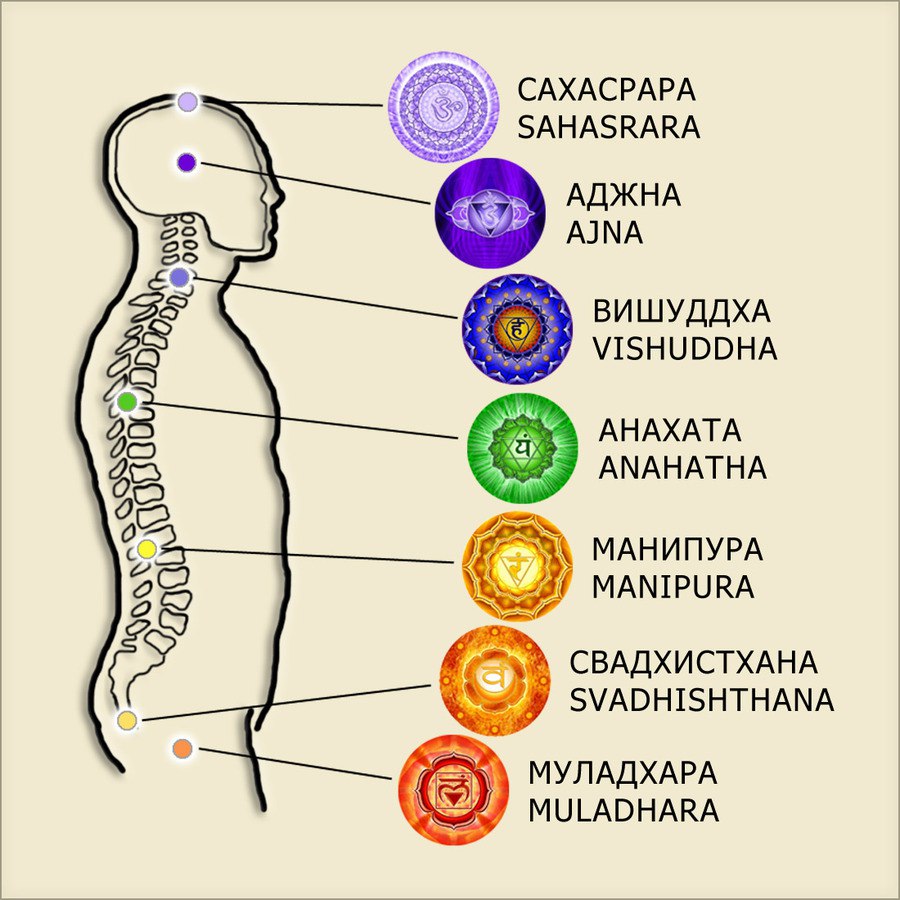 САХАСРАРА
SAHASRARA
ॐ
АДЖНА
AJNA
ॐ
ВИШУДДХА
VISHUDDHA
हं
АНАХАТА
ANAHATHA
यं
МАНИПУРА
MANIPURA
रं
СВАДХИСТХАНА
SVADHISHTHANA
वं
МУЛАДХАРА
MULADHARA
लं